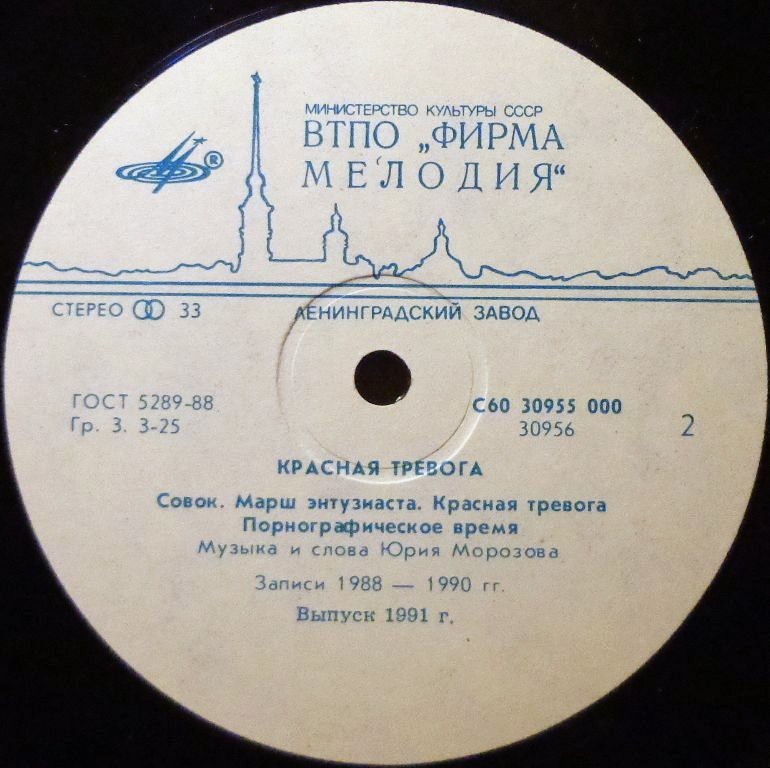 МИНИСТЕРСТВО КУЛЬТУРЫ СССР
ВТПО „ФИРМА
МЕЛОДИЯ“
®
СТЕРЕО 33
ЛЕНИНГРАДСКИЙ ЗАВОД
ГОСТ 5289-88
Гр. 3. 3-25
С60 30955 000
30956
2
КРАСНАЯ ТРЕВОГА
Совок. Марш энтузиаста. Красная тревога
Порнографическое время
Музыка и слова Юрия Морозова
Записи 1988 — 1990 гг.
Выпуск 1991 г.